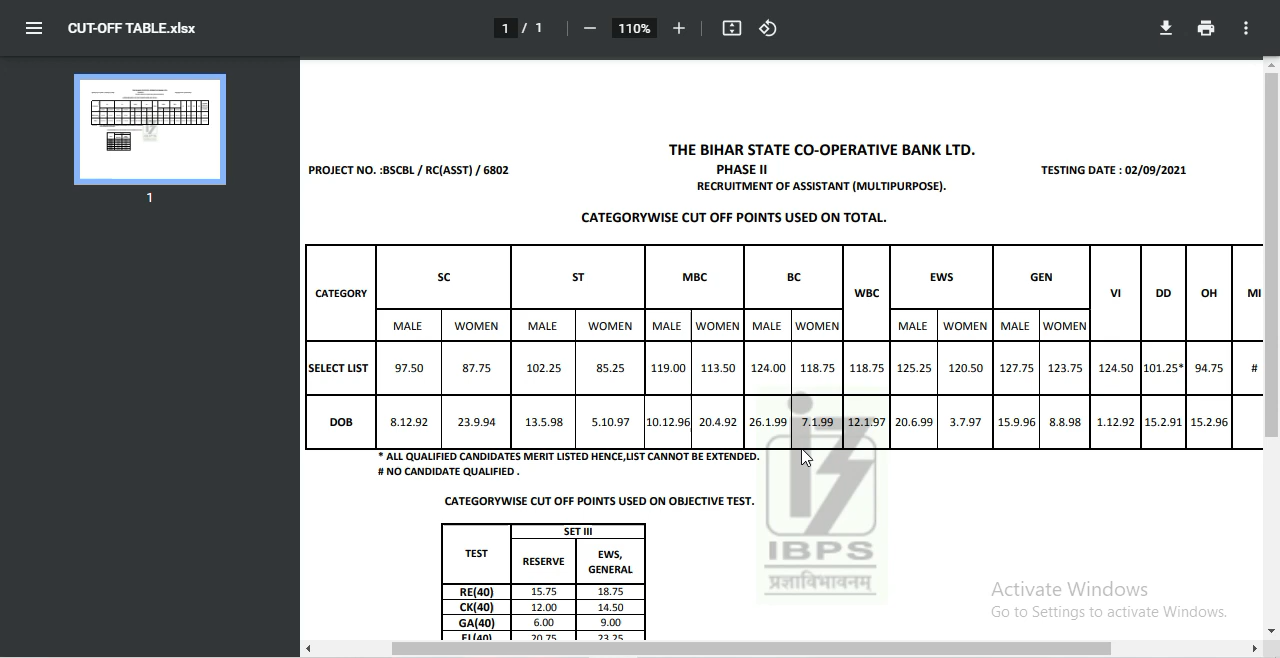 CUT-OFF TABLE.xlsx
1 / 1
110%
1
THE BIHAR STATE CO-OPERATIVE BANK LTD.
PROJECT NO. :BSCBL / RC(ASST) / 6802 PHASE II TESTING DATE : 02/09/2021
RECRUITMENT OF ASSISTANT (MULTIPURPOSE).
CATEGORYWISE CUT OFF POINTS USED ON TOTAL.
CATEGORY SC ST MBC BC WBC EWS GEN VI DD OH MI
MALE WOMEN MALE WOMEN MALE WOMEN MALE WOMEN MALE WOMEN MALE WOMEN
SELECT LIST 97.50 87.75 102.25 85.25 119.00 113.50 124.00 118.75 118.75 125.25 120.50 127.75 123.75 124.50 101.25* 94.75 #
DOB 8.12.92 23.9.94 13.5.98 5.10.97 10.12.96 20.4.92 26.1.99 7.1.99 12.1.97 20.6.99 3.7.97 15.9.96 8.8.98 1.12.92 15.2.91 15.2.96
* ALL QUALIFIED CANDIDATES MERIT LISTED HENCE,LIST CANNOT BE EXTENDED.
# NO CANDIDATE QUALIFIED .
CATEGORYWISE CUT OFF POINTS USED ON OBJECTIVE TEST.
TEST SET III
RESERVE EWS,
GENERAL
RE(40) 15.75 18.75
CK(40) 12.00 14.50
GA(40) 6.00 9.00
EL(40) 20.75 23.25
IBPS
प्रज्ञाविभावनम्
Activate Windows
Go to Settings to activate Windows.